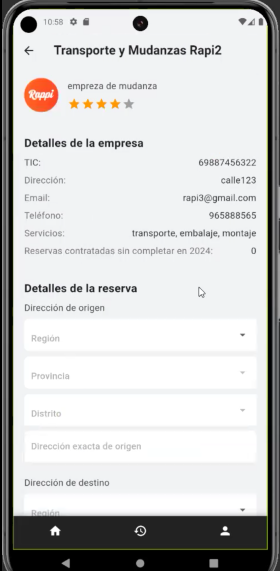 10:58
Transporte y Mudanzas Rapi2
Rappi
empreza de mudanza
Detalles de la empresa
TIC: 69887456322
Dirección: calle123
Email: rapi3@gmail.com
Teléfono: 965888565
Servicios: transporte, embalaje, montaje
Reservas contratadas sin completar en 2024: 0
Detalles de la reserva
Dirección de origen
Región
Provincia
Distrito
Dirección exacta de origen
Dirección de destino
Región